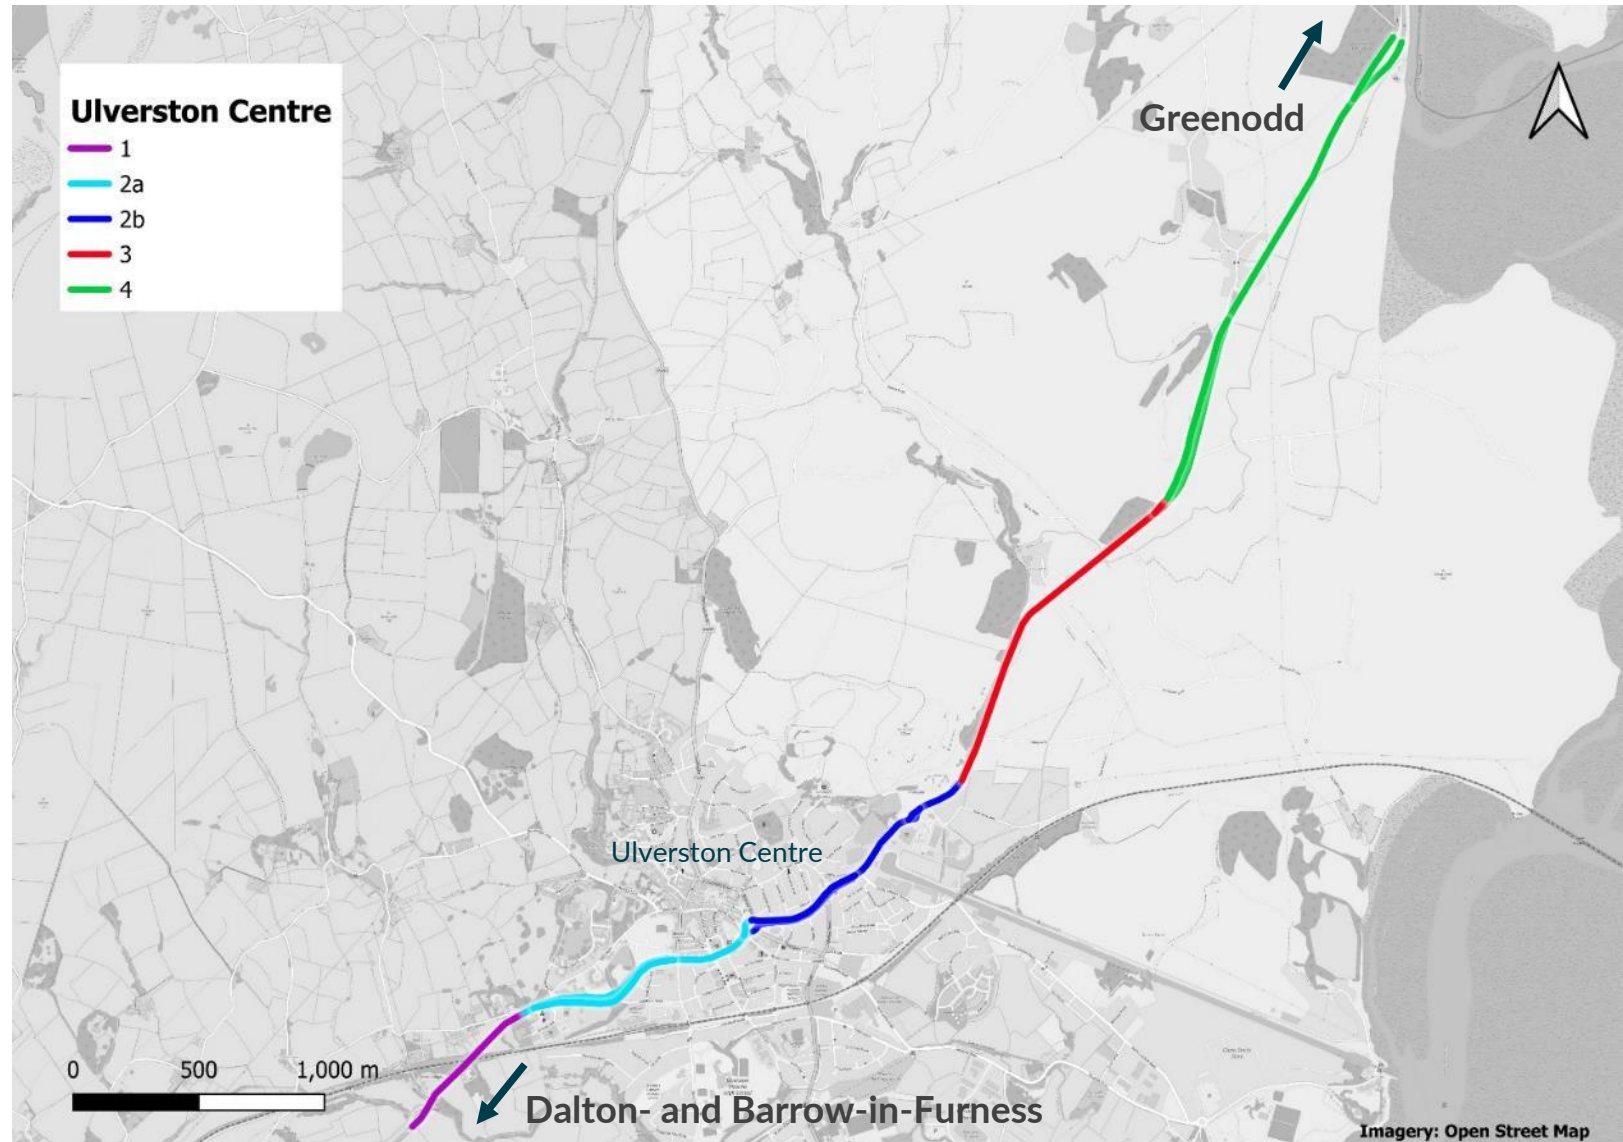 Greenodd
Ulverston Centre
1
2a
2b
3
4
Ulverston Centre
0 500 1,000 m
Dalton- and Barrow-in-Furness
Imagery: Open Street Map